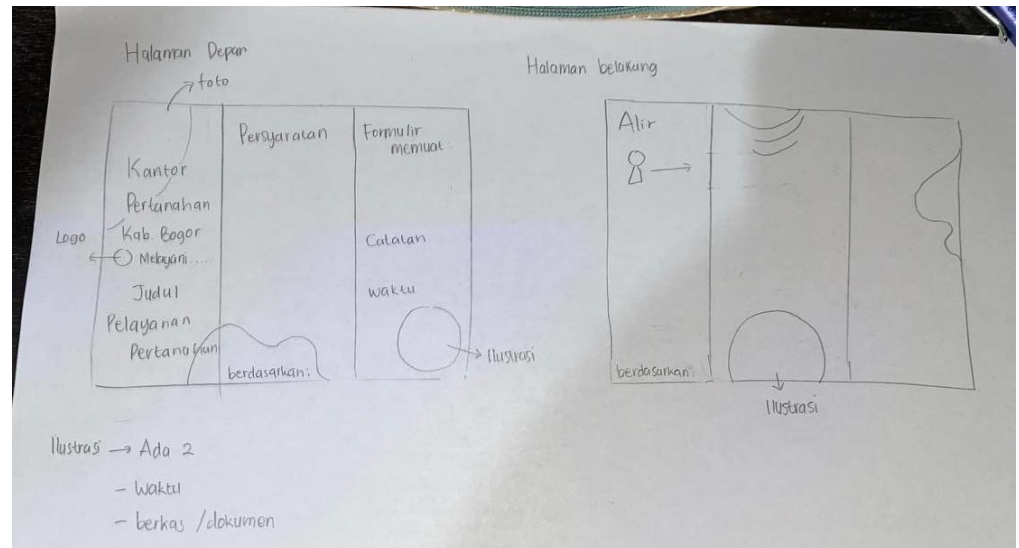 Halaman Depan
foto
Kantor
Pertanahan
Kab. Bogor
Logo
Melayani.....
Judul
Pelayanan
Pertanahan
Persyaratan
berdasarkan:
Formulir
memuat:
Catatan
Waktu
Ilustrasi
Halaman belakang
Alir
berdasarkan:
Ilustrasi
Ilustrasi → Ada 2
- Waktu
- berkas /dokumen